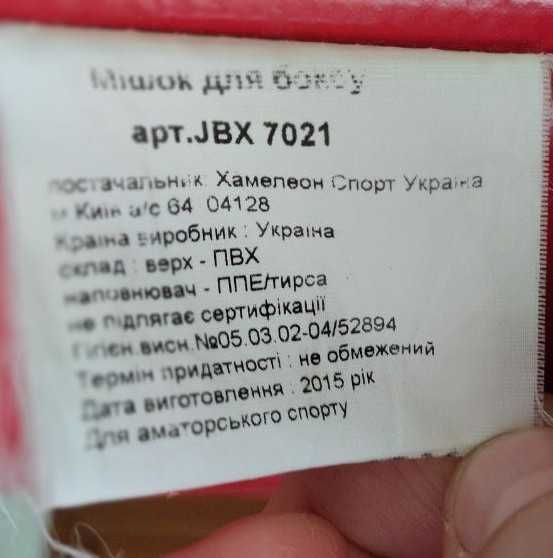 Мішок для боксу
арт.JBX 7021
постачальник: Хамелеон Спорт Україна
м Київ а/с 64 04128
Країна виробник : Україна
склад : верх - ПВХ
наповнювач - ППЕ/тирса
не підлягає сертифікації
Гігієн.висн.№05.03.02-04/52894
Термін придатності : не обмежений
Дата виготовлення : 2015 рік
Для аматорського спорту